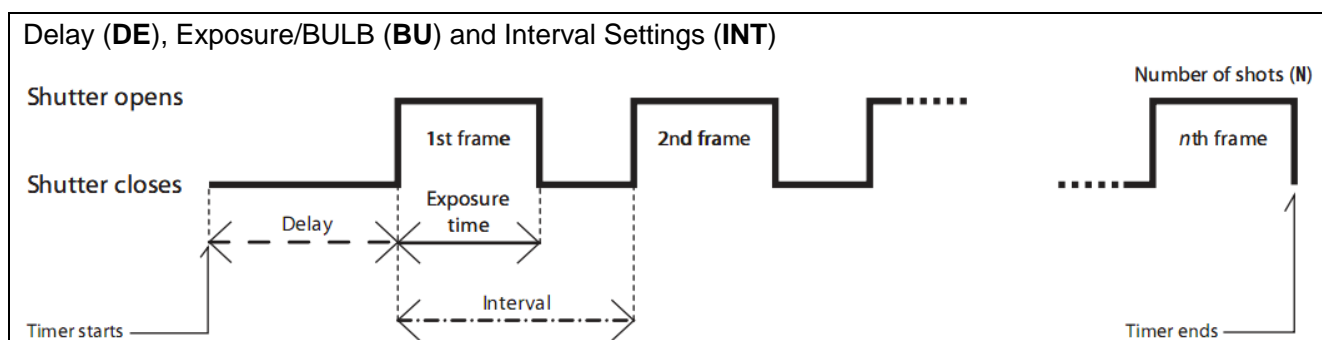 Delay (DE), Exposure/BULB (BU) and Interval Settings (INT)
Number of shots (N)
Shutter opens
1st frame
2nd frame
nth frame
Shutter closes
Exposure
time
Delay
Interval
Timer starts
Timer ends